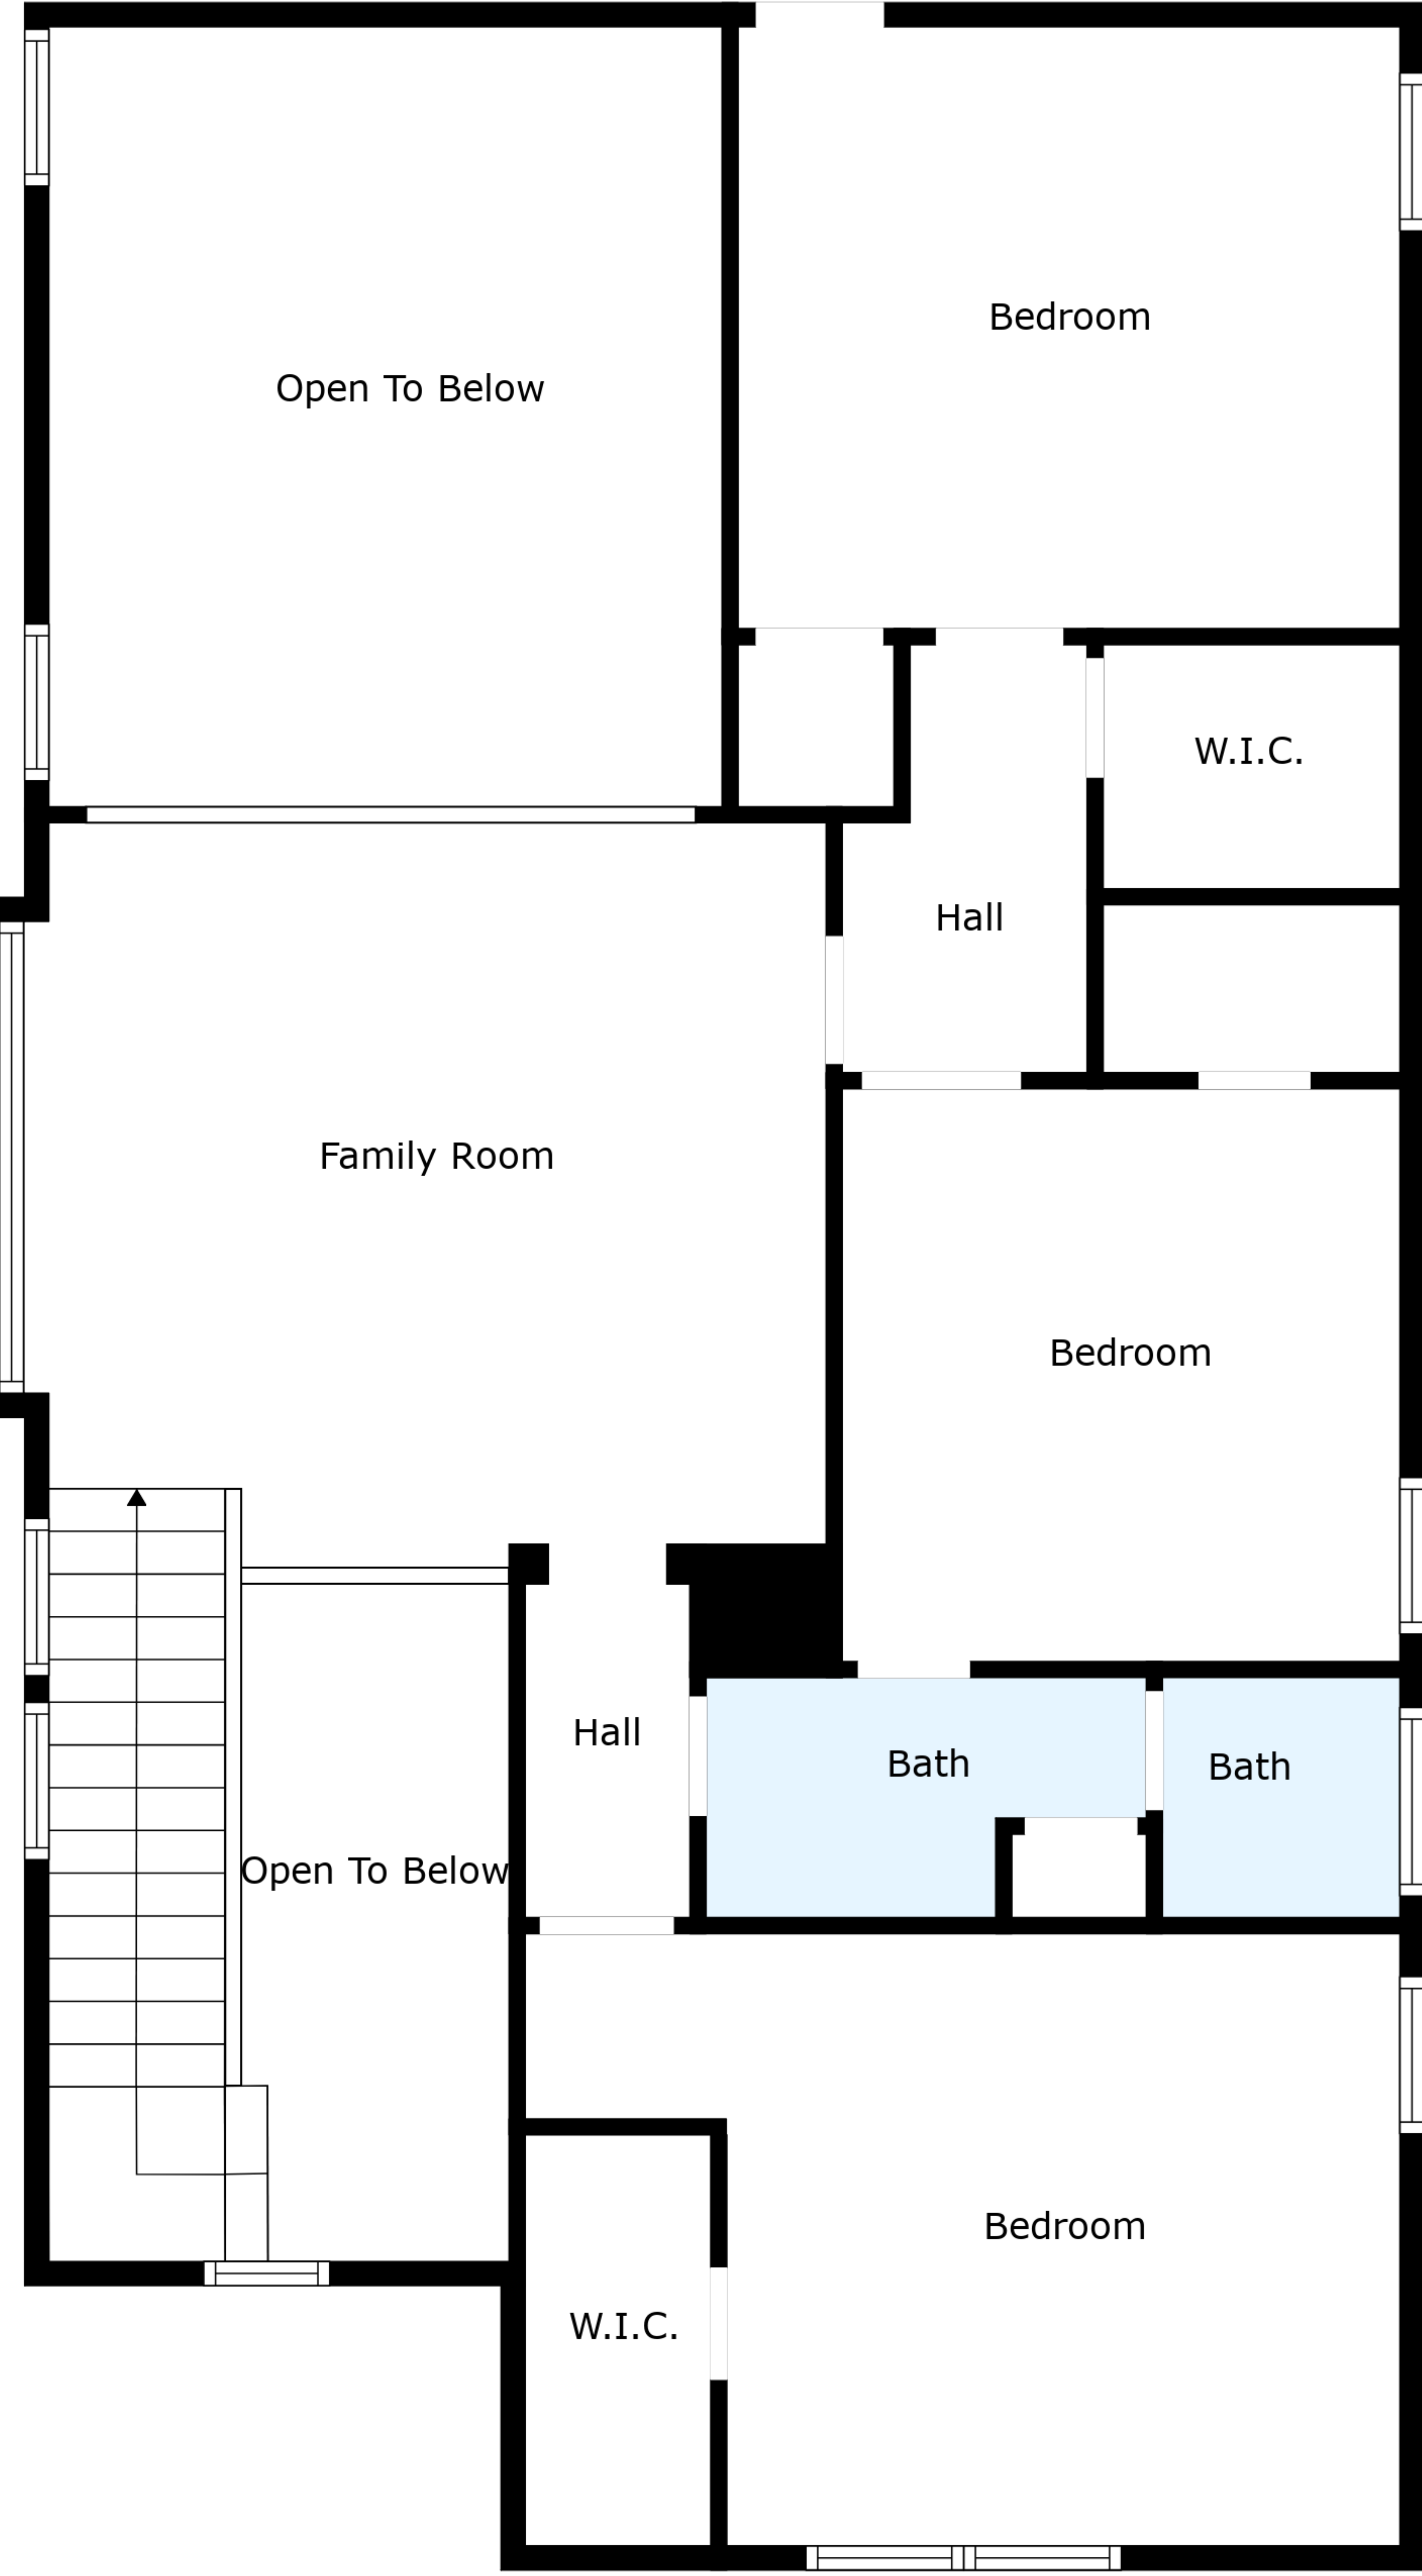 Bedroom
Open To Below
W.I.C.
Hall
Family Room
Bedroom
Hall
Bath
Bath
Open To Below
Bedroom
W.I.C.